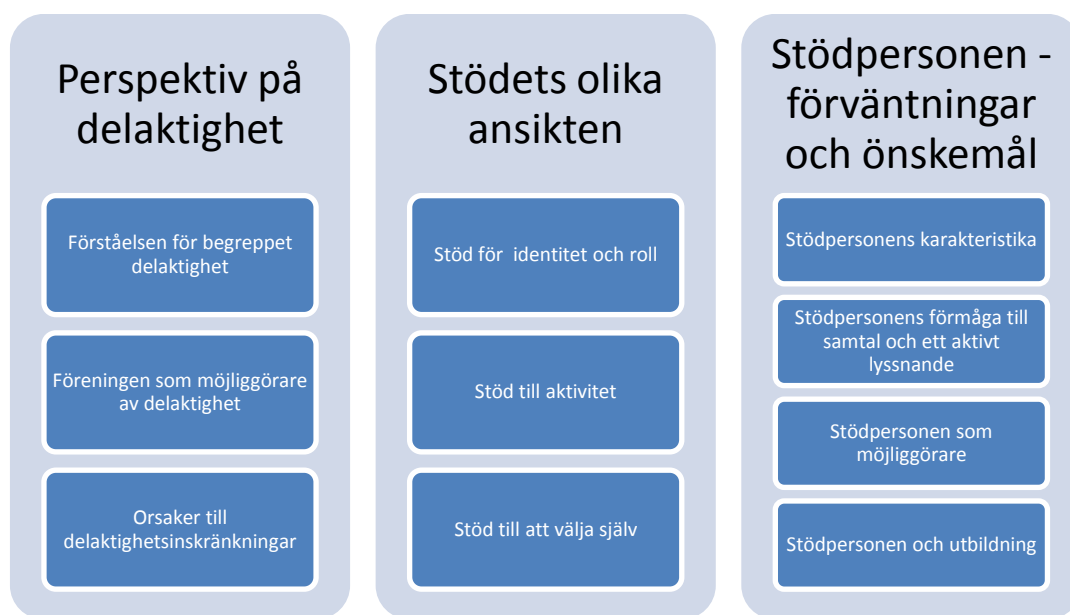 Perspektiv på
delaktighet
Förståelsen för begreppet
delaktighet
Föreningen som möjliggörare
av delaktighet
Orsaker till
delaktighetsinskränkningar
Stödets olika
ansikten
Stöd för identitet och roll
Stöd till aktivitet
Stöd till att välja själv
Stödpersonen -
förväntningar
och önskemål
Stödpersonens karakteristika
Stödpersonens förmåga till
samtal och ett aktivt
lyssnande
Stödpersonen som
möjliggörare
Stödpersonen och utbildning